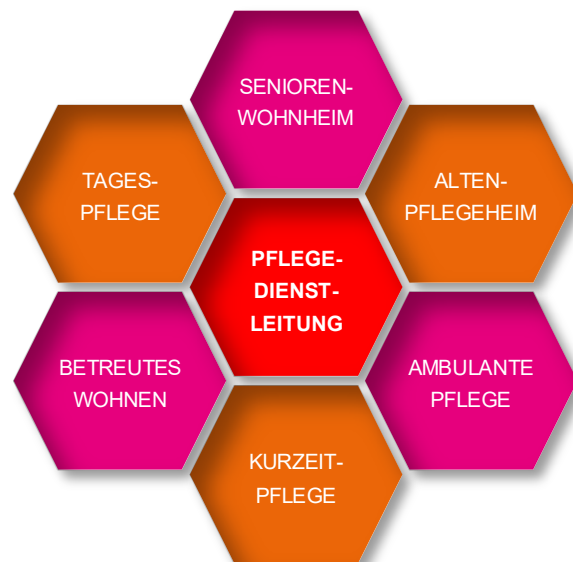 SENIOREN-
WOHNHEIM
TAGES-
PFLEGE
ALTEN-
PFLEGEHEIM
PFLEGE-
DIENST-
LEITUNG
BETREUTES
WOHNEN
AMBULANTE
PFLEGE
KURZEIT-
PFLEGE